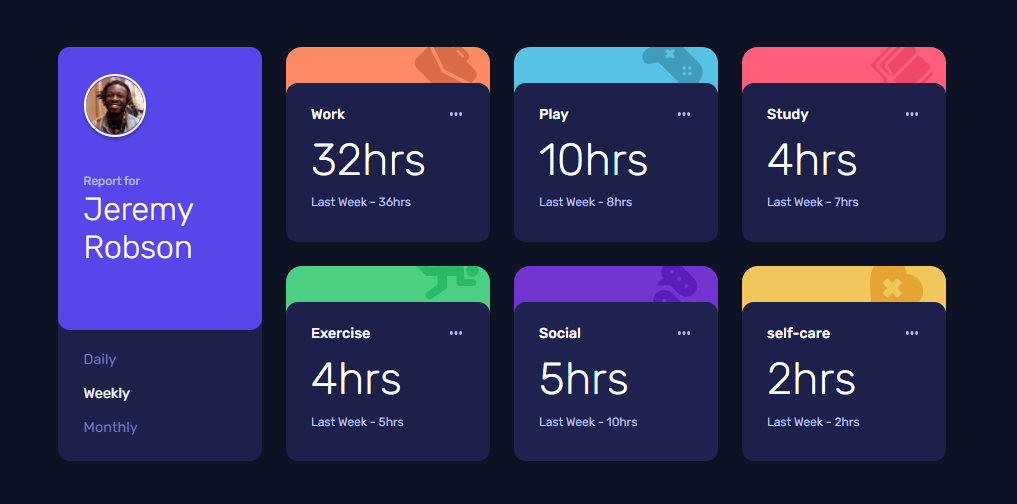 Report for
Jeremy
Robson
Daily
Weekly
Monthly
Work
32hrs
Last Week - 36hrs
Play
10hrs
Last Week - 8hrs
Study
4hrs
Last Week - 7hrs
Exercise
4hrs
Last Week - 5hrs
Social
5hrs
Last Week - 10hrs
self-care
2hrs
Last Week - 2hrs